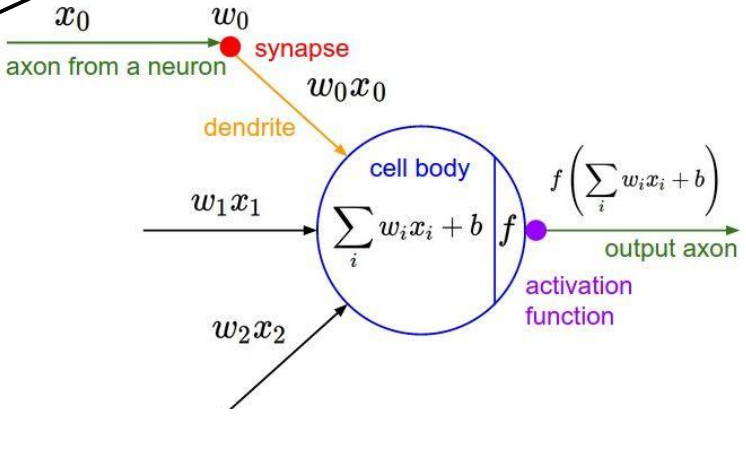 x₀ w₀
synapse
axon from a neuron
w₀x₀
dendrite
cell body
f(∑ᵢ wᵢxᵢ + b)
w₁x₁
∑ᵢ wᵢxᵢ + b f
output axon
activation
function
w₂x₂